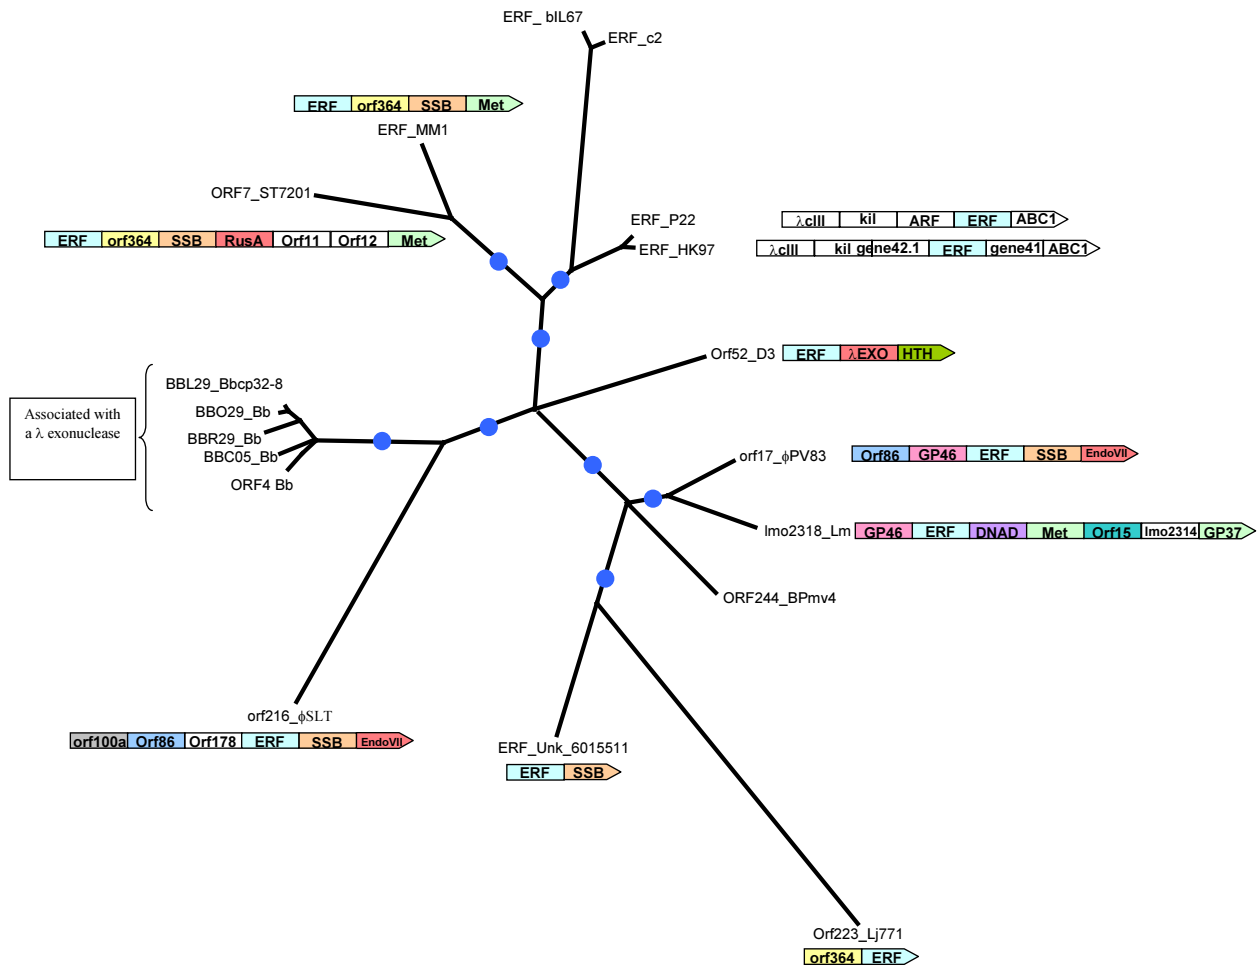 ERF_ bIL67
ERF_c2
ERF orf364 SSB Met
ERF_MM1
ORF7_ST7201
ERF orf364 SSB RusA Orf11 Orf12 Met
ERF_P22
λcIII kil ARF ERF ABC1
ERF_HK97
λcIII kil gene42.1 ERF gene41 ABC1
Orf52_D3
ERF λEXO HTH
BBL29_Bbcp32-8
BBO29_Bb
BBR29_Bb
BBC05_Bb
ORF4 Bb
Associated with
a λ exonuclease
orf17_ϕPV83
Orf86 GP46 ERF SSB EndoVII
lmo2318_Lm
GP46 ERF DNAD Met Orf15 lmo2314 GP37
ORF244_BPmv4
orf216_ϕSLT
orf100a Orf86 Orf178 ERF SSB EndoVII
ERF_Unk_6015511
ERF SSB
Orf223_Lj771
orf364 ERF